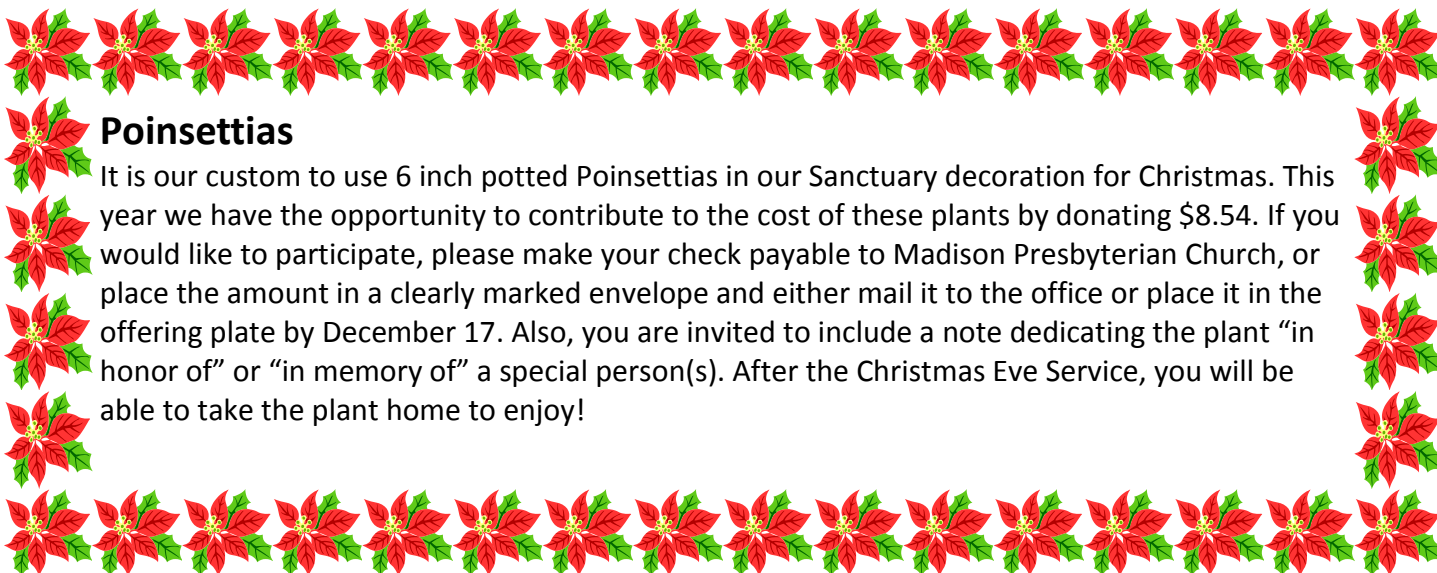 Poinsettias
It is our custom to use 6 inch potted Poinsettias in our Sanctuary decoration for Christmas. This
year we have the opportunity to contribute to the cost of these plants by donating $8.54. If you
would like to participate, please make your check payable to Madison Presbyterian Church, or
place the amount in a clearly marked envelope and either mail it to the office or place it in the
offering plate by December 17. Also, you are invited to include a note dedicating the plant “in
honor of” or “in memory of” a special person(s). After the Christmas Eve Service, you will be
able to take the plant home to enjoy!